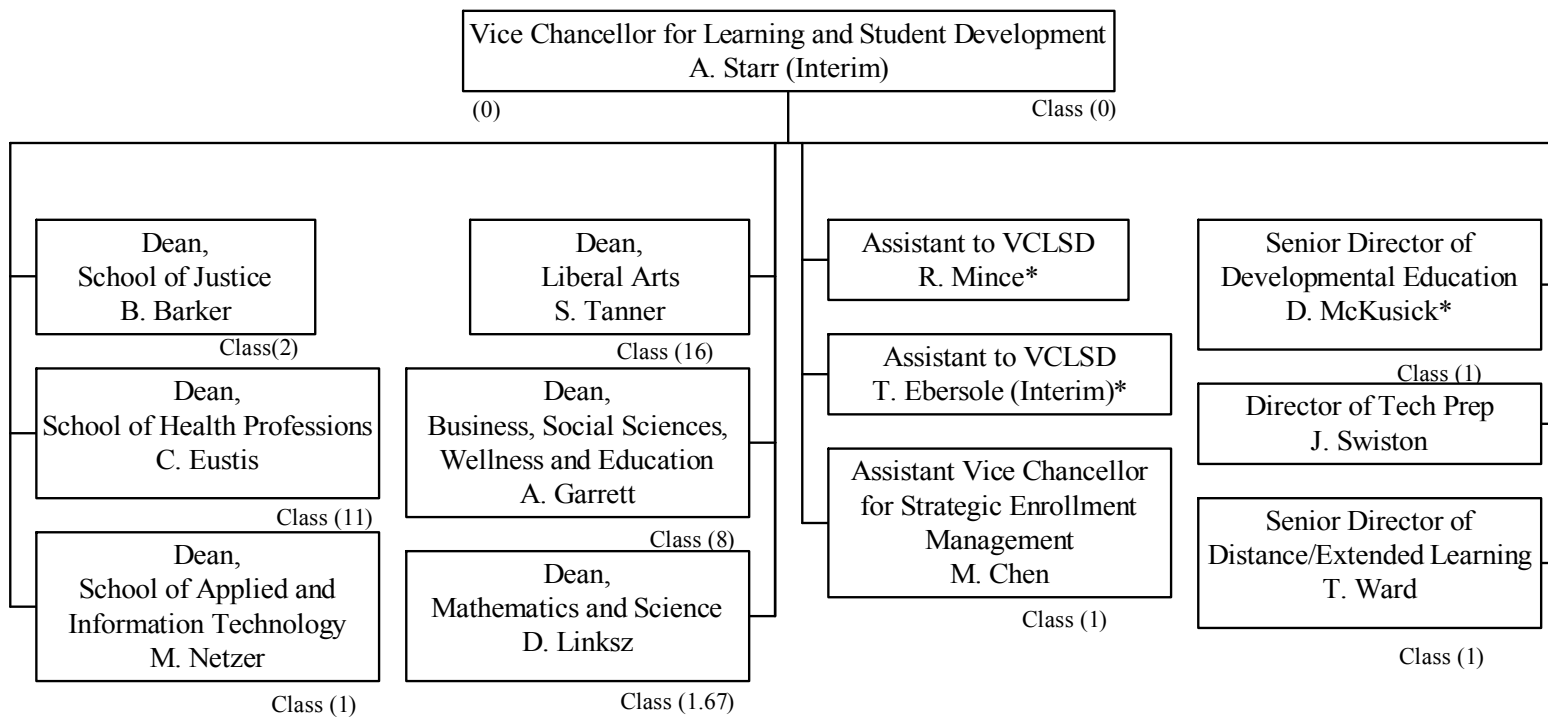 Vice Chancellor for Learning and Student Development
A. Starr (Interim)
(0)
Class (0)
Dean,
School of Justice
B. Barker
Class(2)
Dean,
School of Health Professions
C. Eustis
Class (11)
Dean,
School of Applied and
Information Technology
M. Netzer
Class (1)
Dean,
Liberal Arts
S. Tanner
Class (16)
Dean,
Business, Social Sciences,
Wellness and Education
A. Garrett
Class (8)
Dean,
Mathematics and Science
D. Linksz
Class (1.67)
Assistant to VCLSD
R. Mince*
Assistant to VCLSD
T. Ebersole (Interim)*
Assistant Vice Chancellor
for Strategic Enrollment
Management
M. Chen
Class (1)
Senior Director of
Developmental Education
D. McKusick*
Class (1)
Director of Tech Prep
J. Swiston
Senior Director of
Distance/Extended Learning
T. Ward
Class (1)